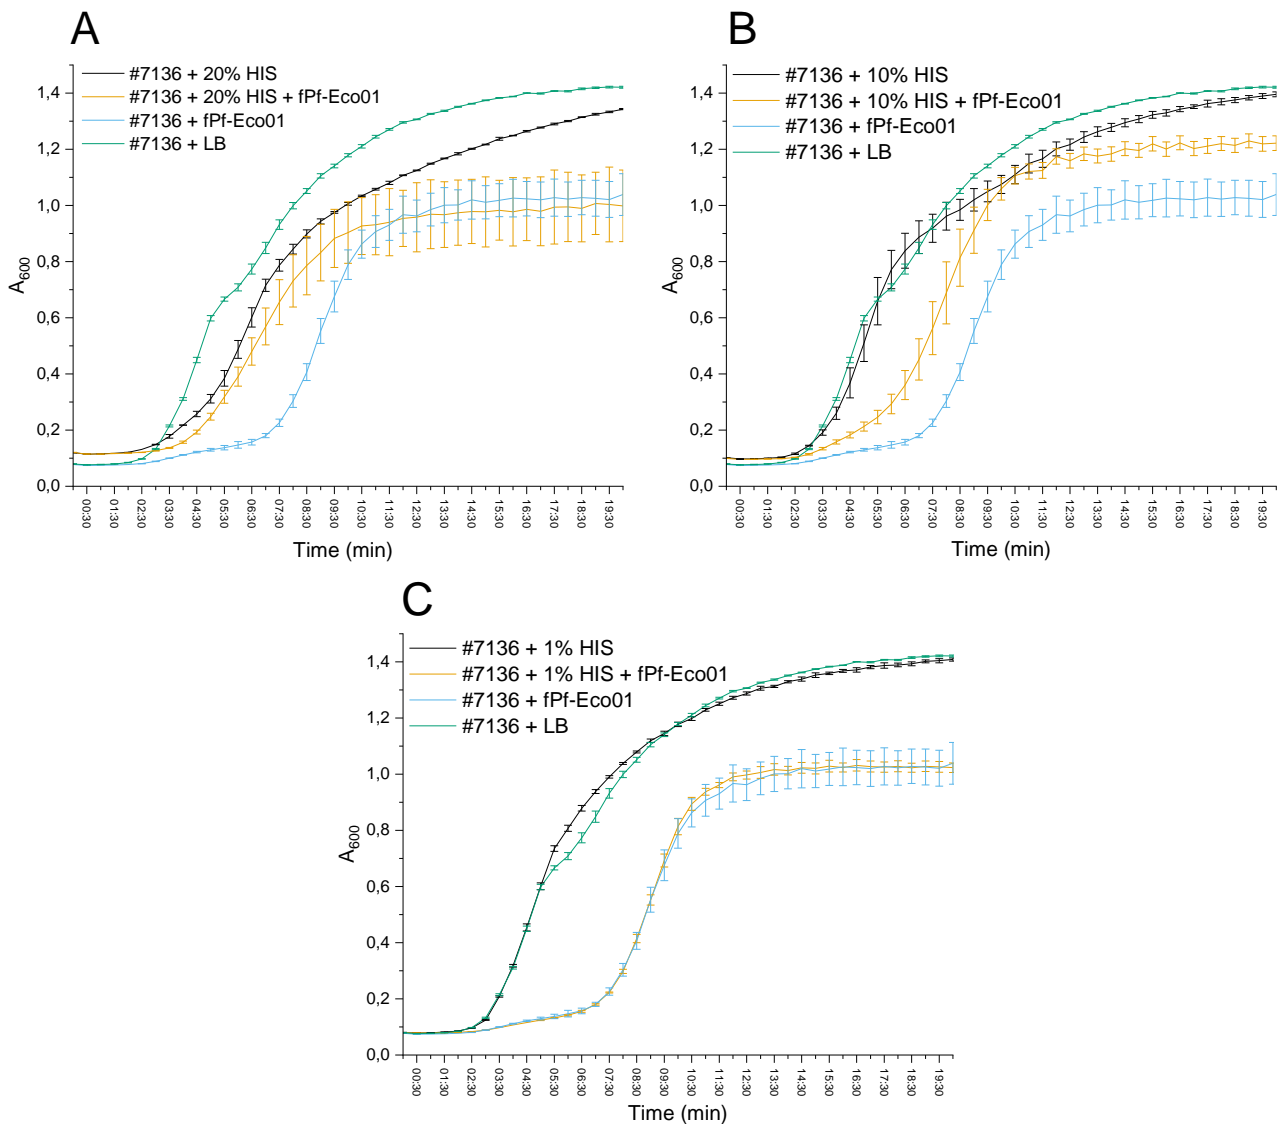 A
#7136 + 20% HIS
#7136 + 20% HIS + fPf-Eco01
#7136 + fPf-Eco01
#7136 + LB
1,4
1,2
1,0
0,8
0,6
0,4
0,2
0,0
A600
00:30 01:30 02:30 03:30 04:30 05:30 06:30 07:30 08:30 09:30 10:30 11:30 12:30 13:30 14:30 15:30 16:30 17:30 18:30 19:30
Time (min)
B
#7136 + 10% HIS
#7136 + 10% HIS + fPf-Eco01
#7136 + fPf-Eco01
#7136 + LB
1,4
1,2
1,0
0,8
0,6
0,4
0,2
0,0
A600
00:30 01:30 02:30 03:30 04:30 05:30 06:30 07:30 08:30 09:30 10:30 11:30 12:30 13:30 14:30 15:30 16:30 17:30 18:30 19:30
Time (min)
C
#7136 + 1% HIS
#7136 + 1% HIS + fPf-Eco01
#7136 + fPf-Eco01
#7136 + LB
1,4
1,2
1,0
0,8
0,6
0,4
0,2
0,0
A600
00:30 01:30 02:30 03:30 04:30 05:30 06:30 07:30 08:30 09:30 10:30 11:30 12:30 13:30 14:30 15:30 16:30 17:30 18:30 19:30
Time (min)